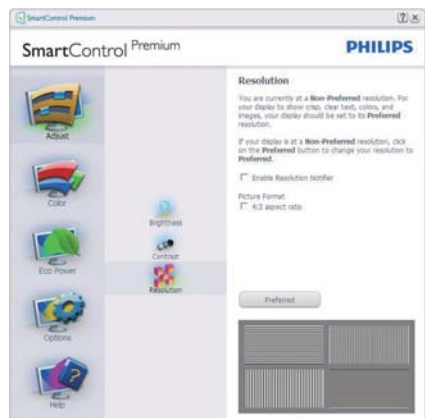 SmartControl Premium
SmartControl Premium
PHILIPS
Adjust
Color
Eco Power
Options
Help
Brightness
Contrast
Resolution
Resolution
You are currently at a Non-Preferred resolution. For
your display to show crisp, clear text, colors, and
images, your display should be set to its Preferred
resolution.
If your display is at a Non-Preferred resolution, click
on the Preferred button to change your resolution to
Preferred.
Enable Resolution Notifier
Picture Format
4:3 aspect ratio
Preferred